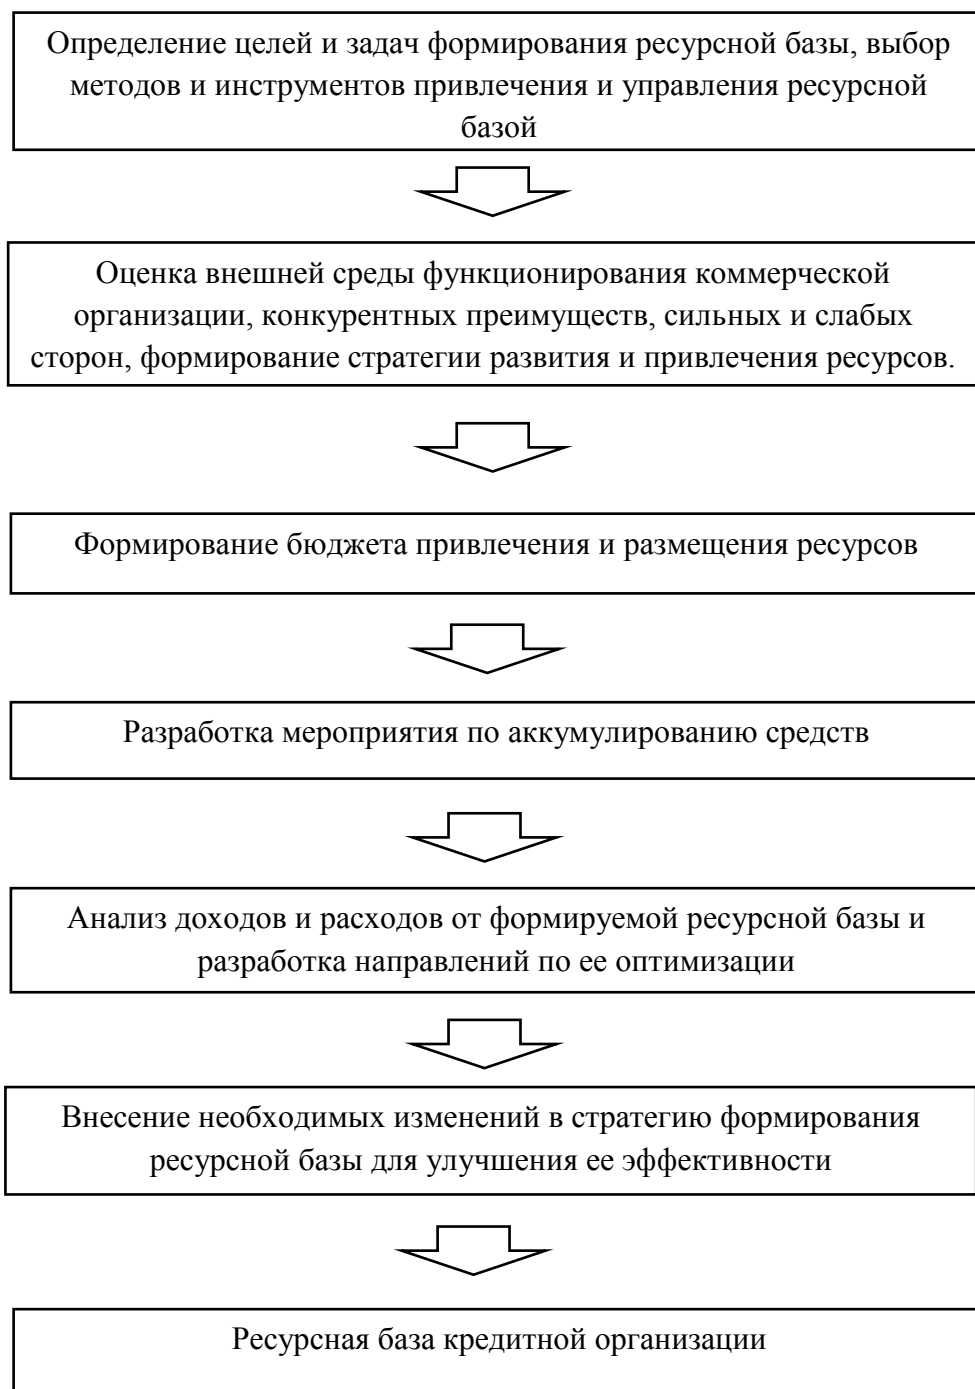 Определение целей и задач формирования ресурсной базы, выбор
методов и инструментов привлечения и управления ресурсной
базой
Оценка внешней среды функционирования коммерческой
организации, конкурентных преимуществ, сильных и слабых
сторон, формирование стратегии развития и привлечения ресурсов.
Формирование бюджета привлечения и размещения ресурсов
Разработка мероприятия по аккумулированию средств
Анализ доходов и расходов от формируемой ресурсной базы и
разработка направлений по ее оптимизации
Внесение необходимых изменений в стратегию формирования
ресурсной базы для улучшения ее эффективности
Ресурсная база кредитной организации